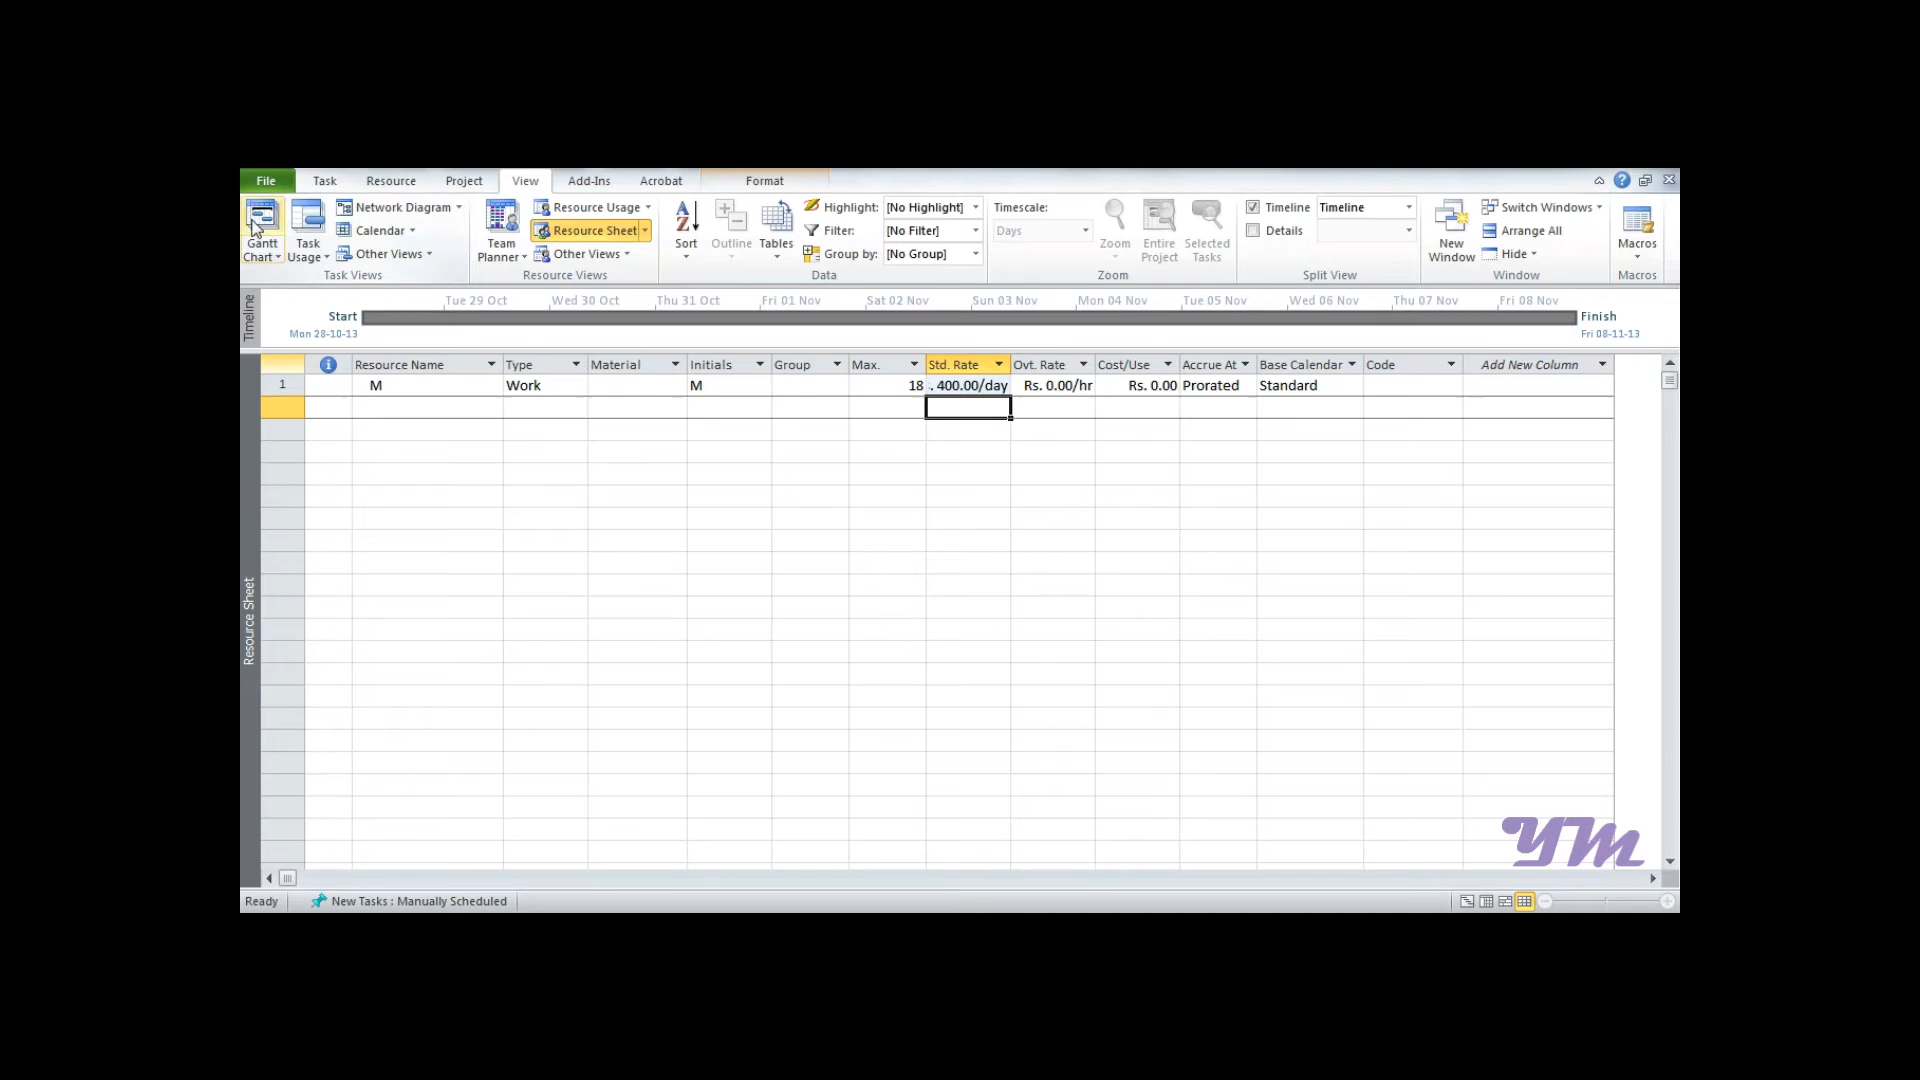 File Task Resource Project View Add-Ins Acrobat Format
Gantt Chart
Task Usage
Network Diagram
Calendar
Other Views
Task Views
Team Planner
Resource Usage
Resource Sheet
Other Views
Resource Views
Sort
Outline
Tables
Highlight: [No Highlight]
Filter: [No Filter]
Group by: [No Group]
Data
Timescale:
Days
Zoom
Entire Project
Selected Tasks
Zoom
Timeline Timeline
Details
Split View
New Window
Switch Windows
Arrange All
Hide
Window
Macros
Macros
Timeline
Tue 29 Oct Wed 30 Oct Thu 31 Oct Fri 01 Nov Sat 02 Nov Sun 03 Nov Mon 04 Nov Tue 05 Nov Wed 06 Nov Thu 07 Nov Fri 08 Nov
Start
Mon 28-10-13
Finish
Fri 08-11-13
Resource Name Type Material Initials Group Max. Std. Rate Ovt. Rate Cost/Use Accrue At Base Calendar Code Add New Column
1 M Work M 18 . 400.00/day Rs. 0.00/hr Rs. 0.00 Prorated Standard
Resource Sheet
YM
Ready New Tasks : Manually Scheduled